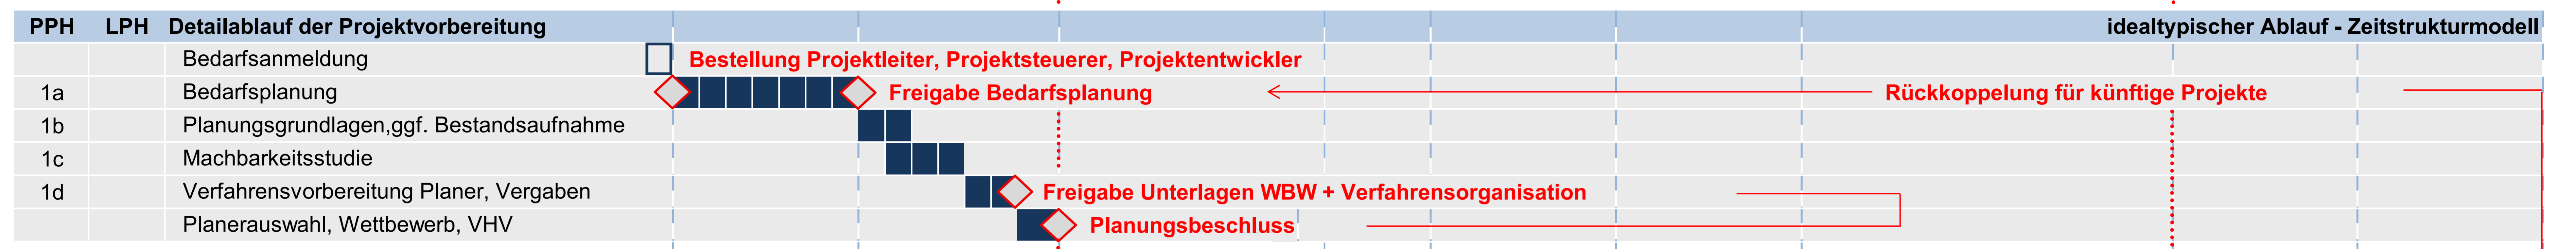 PPH LPH Detailablauf der Projektvorbereitung idealtypischer Ablauf - Zeitstrukturmodell
Bedarfsanmeldung Bestellung Projektleiter, Projektsteuerer, Projektentwickler
1a Bedarfsplanung Freigabe Bedarfsplanung Rückkoppelung für künftige Projekte
1b Planungsgrundlagen,ggf. Bestandsaufnahme
1c Machbarkeitsstudie
1d Verfahrensvorbereitung Planer, Vergaben Freigabe Unterlagen WBW + Verfahrensorganisation
Planerauswahl, Wettbewerb, VHV Planungsbeschluss